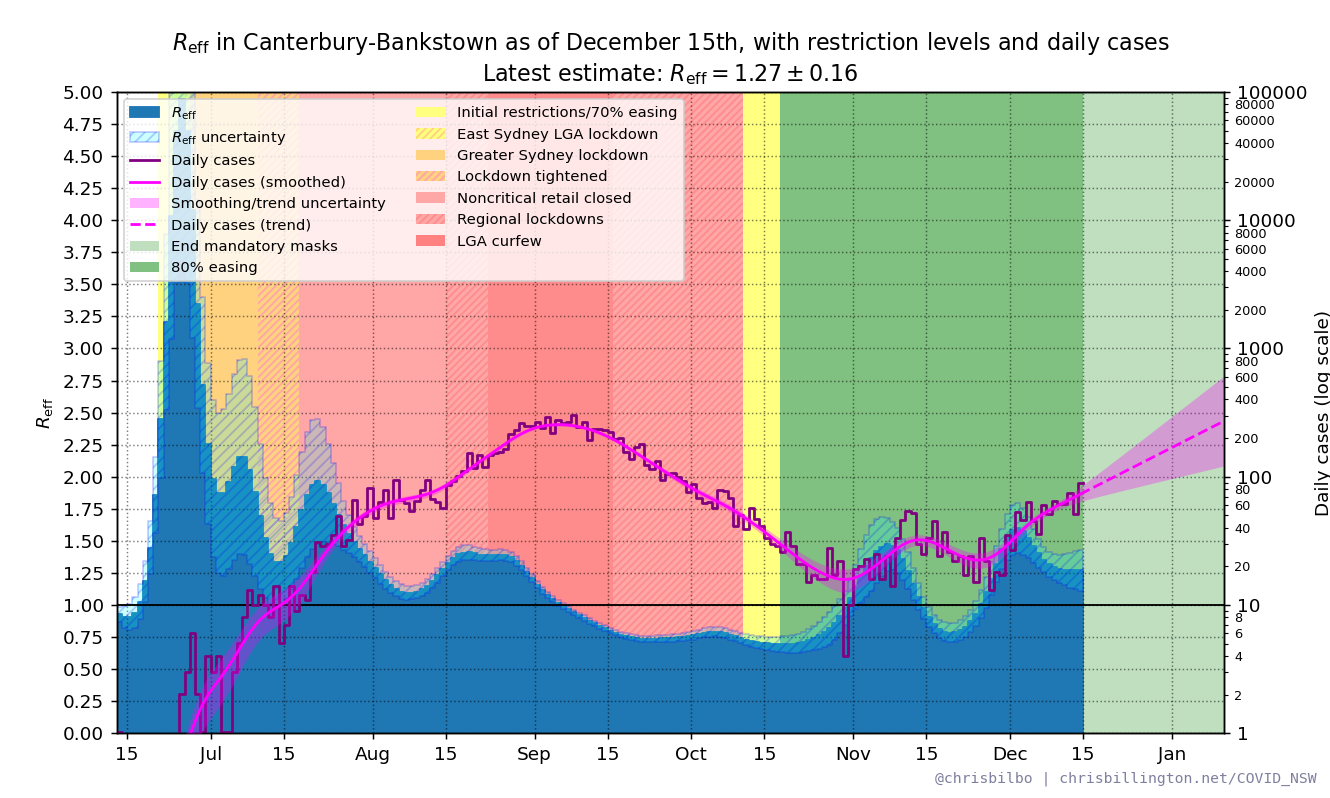 Reff in Canterbury-Bankstown as of December 15th, with restriction levels and daily cases
Latest estimate: Reff = 1.27 ± 0.16
Reff
Reff uncertainty
Daily cases
Daily cases (smoothed)
Smoothing/trend uncertainty
Daily cases (trend)
End mandatory masks
80% easing
Initial restrictions/70% easing
East Sydney LGA lockdown
Greater Sydney lockdown
Lockdown tightened
Noncritical retail closed
Regional lockdowns
LGA curfew
Reff
5.00
4.75
4.50
4.25
4.00
3.75
3.50
3.25
3.00
2.75
2.50
2.25
2.00
1.75
1.50
1.25
1.00
0.75
0.50
0.25
0.00
15 Jul 15 Aug 15 Sep 15 Oct 15 Nov 15 Dec 15 Jan
100000
80000
60000
40000
20000
10000
8000
6000
4000
2000
1000
800
600
400
200
100
80
60
40
20
10
8
6
4
2
1
Daily cases (log scale)
@chrisbilbo | chrisbillington.net/COVID_NSW